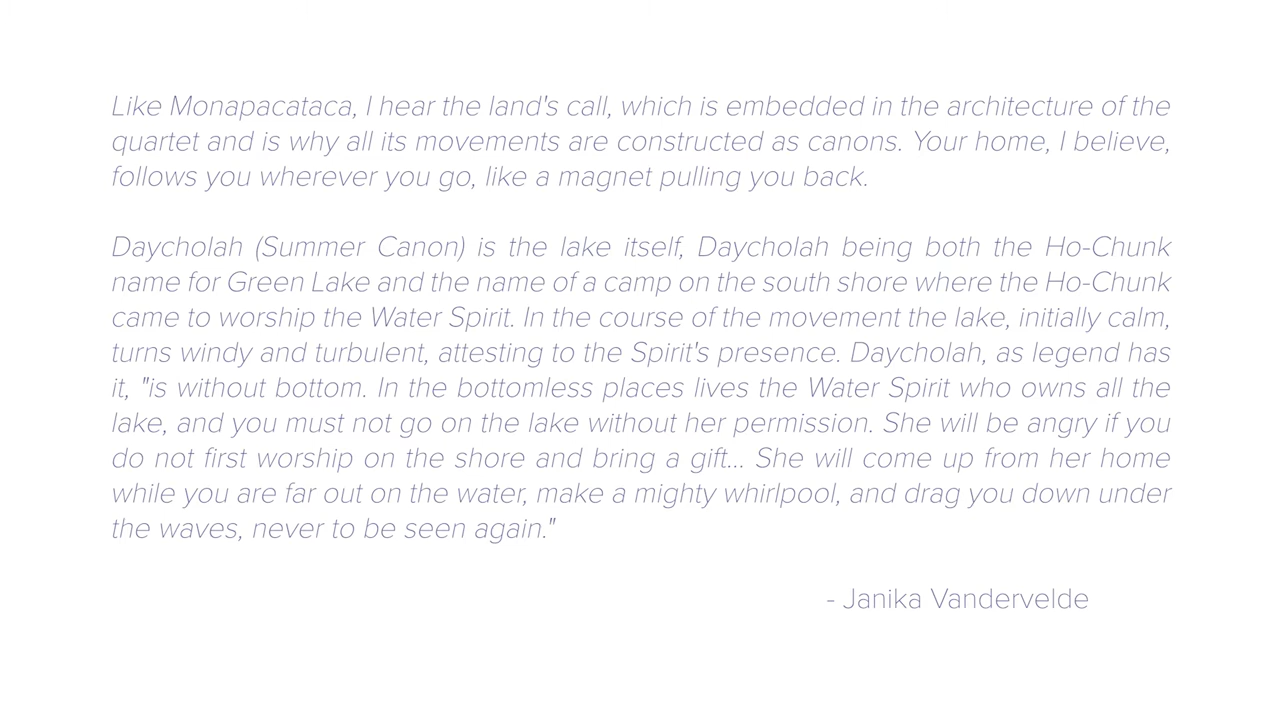 Like Monapacataca, I hear the land's call, which is embedded in the architecture of the
quartet and is why all its movements are constructed as canons. Your home, I believe,
follows you wherever you go, like a magnet pulling you back.
Daycholah (Summer Canon) is the lake itself, Daycholah being both the Ho-Chunk
name for Green Lake and the name of a camp on the south shore where the Ho-Chunk
came to worship the Water Spirit. In the course of the movement the lake, initially calm,
turns windy and turbulent, attesting to the Spirit's presence. Daycholah, as legend has
it, "is without bottom. In the bottomless places lives the Water Spirit who owns all the
lake, and you must not go on the lake without her permission. She will be angry if you
do not first worship on the shore and bring a gift... She will come up from her home
while you are far out on the water, make a mighty whirlpool, and drag you down under
the waves, never to be seen again."
- Janika Vandervelde